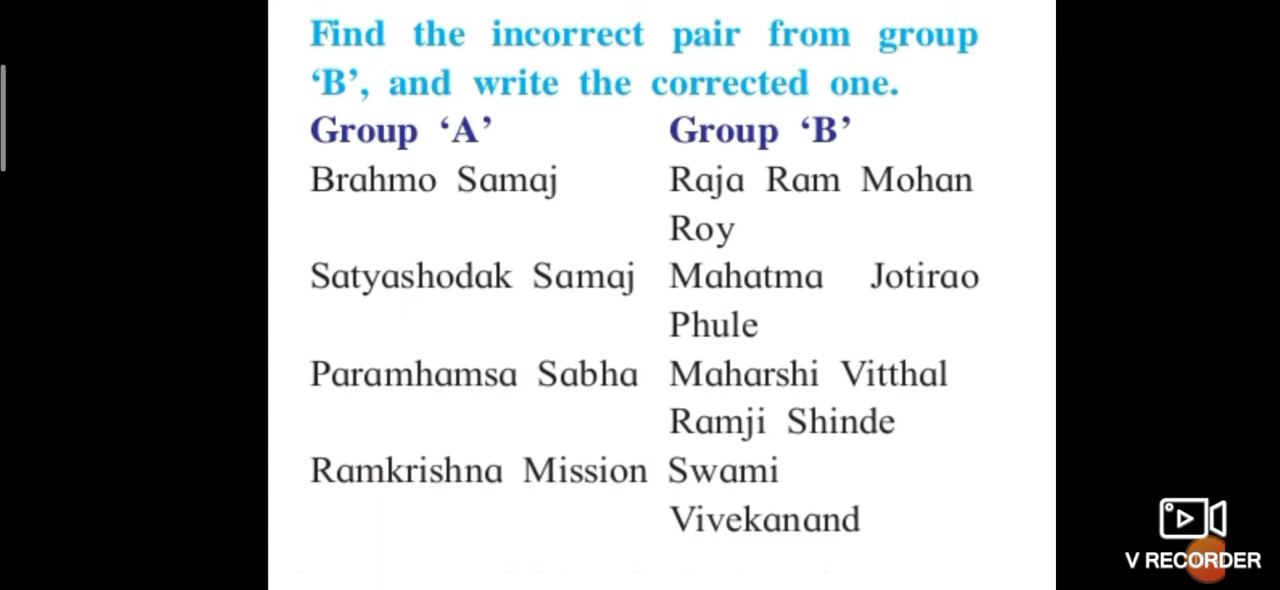 Find the incorrect pair from group
‘B’, and write the corrected one.
Group ‘A’ Group ‘B’
Brahmo Samaj Raja Ram Mohan
Roy
Satyashodak Samaj Mahatma Jotirao
Phule
Paramhamsa Sabha Maharshi Vitthal
Ramji Shinde
Ramkrishna Mission Swami
Vivekanand
V RECORDER